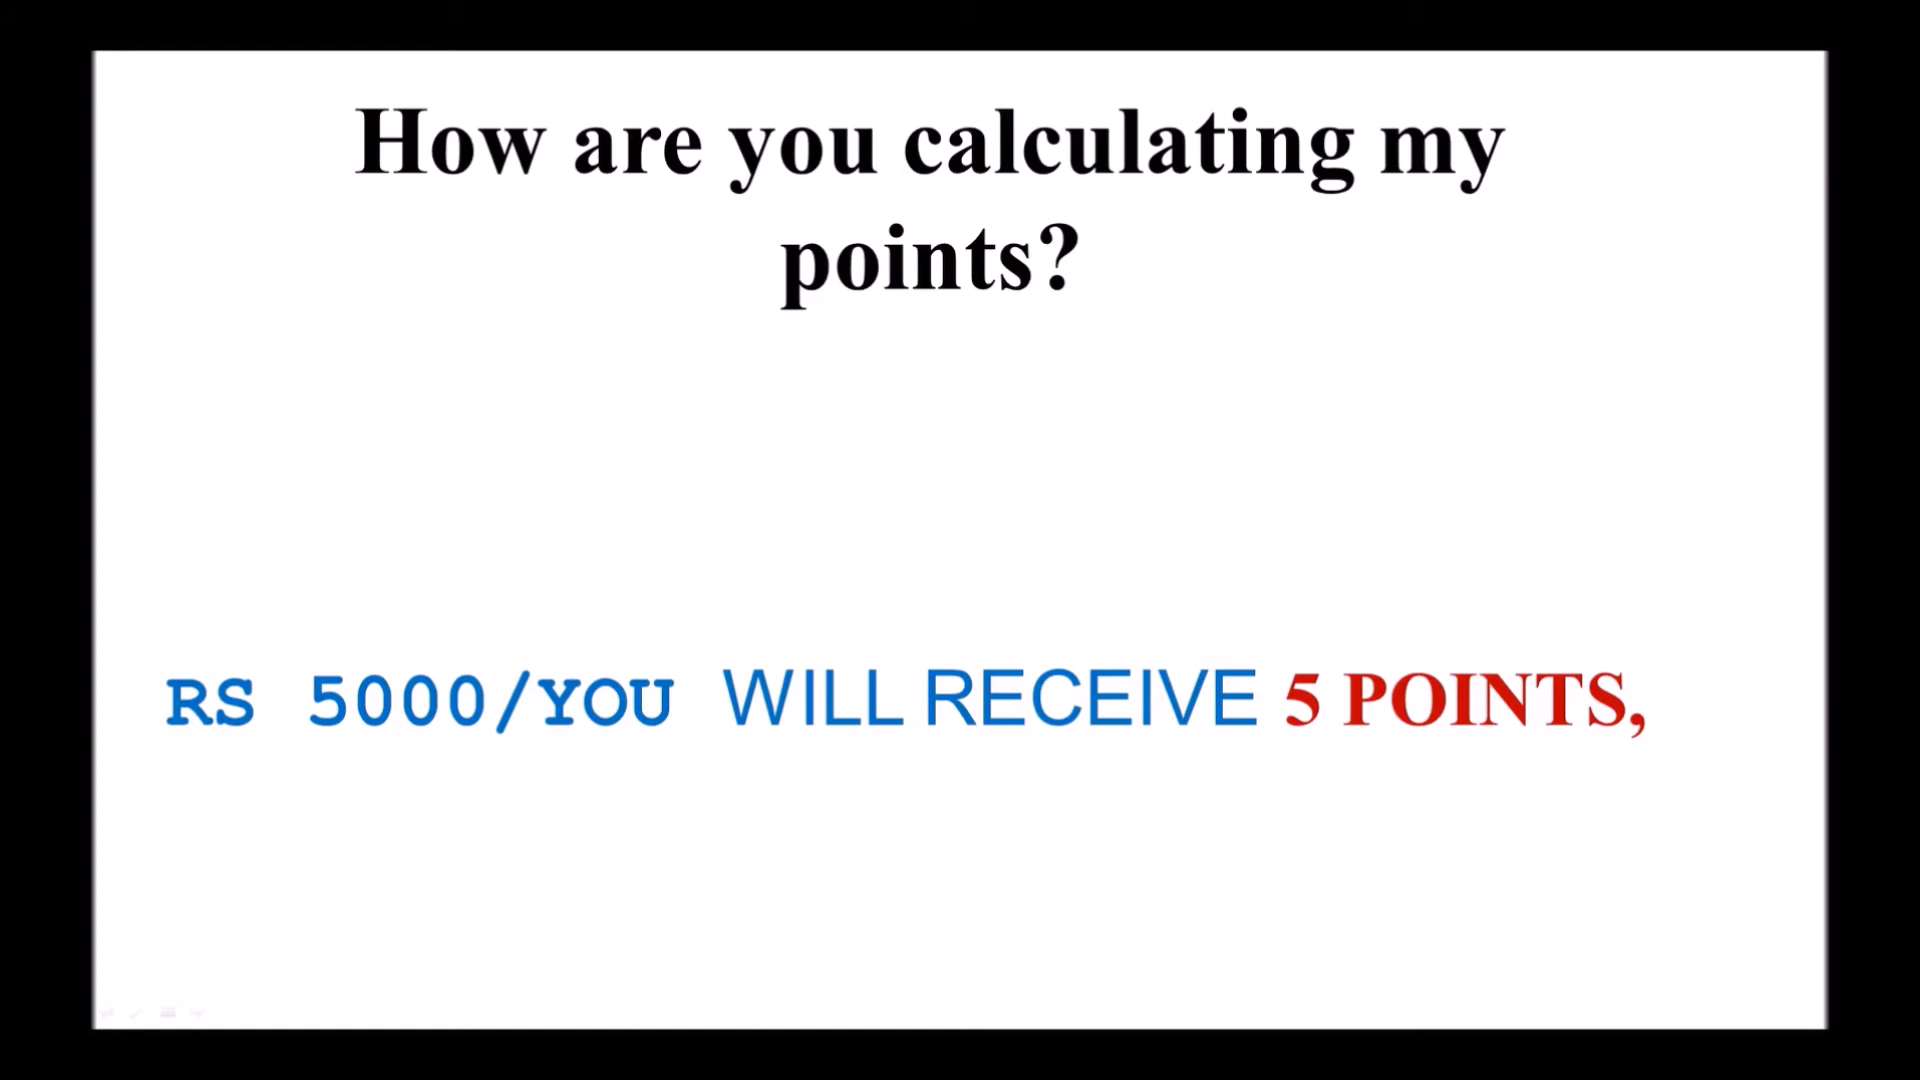 How are you calculating my
points?
RS 5000/YOU WILL RECEIVE 5 POINTS,